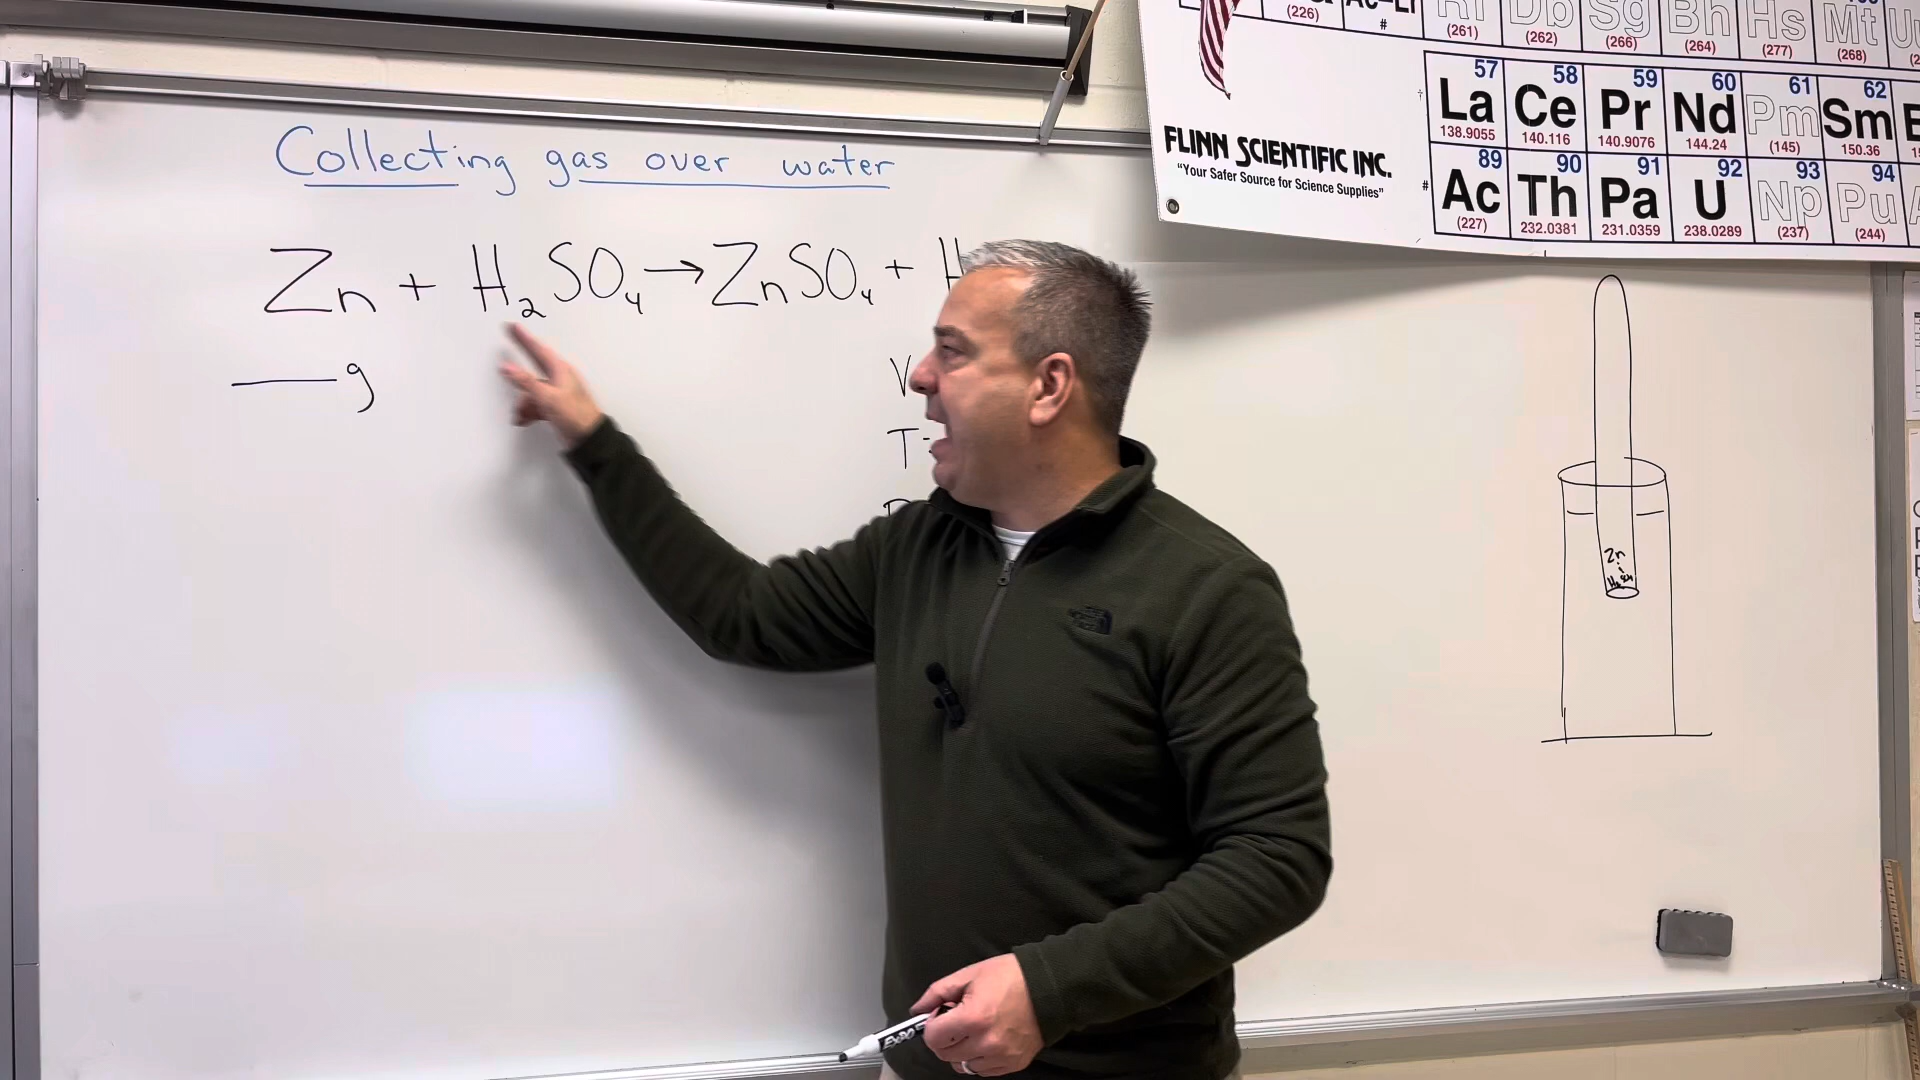 Collecting gas over water
Zn + H₂SO₄ → ZnSO₄ + H
___g
V
T=
Zn
H₂SO₄
EXPO
Rf Db Sg Bh Hs Mt
(226) # (261) (262) (266) (264) (277) (268)
57 58 59 60 61 62
† La Ce Pr Nd Pm Sm
138.9055 140.116 140.9076 144.24 (145) 150.36
89 90 91 92 93 94
# Ac Th Pa U Np Pu
(227) 232.0381 231.0359 238.0289 (237) (244)
FLINN SCIENTIFIC INC.
“Your Safer Source for Science Supplies”